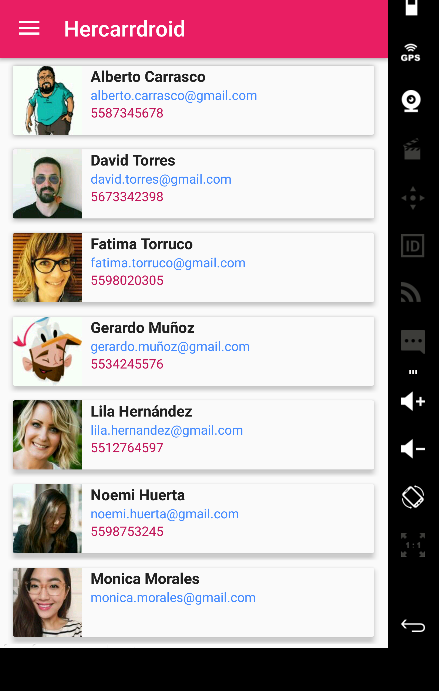 Hercarrdroid
GPS
Alberto Carrasco
alberto.carrasco@gmail.com
5587345678
David Torres
david.torres@gmail.com
5673342398
Fatima Torruco
fatima.torruco@gmail.com
5598020305
ID
Gerardo Muñoz
gerardo.muñoz@gmail.com
5534245576
Lila Hernández
lila.hernandez@gmail.com
5512764597
Noemi Huerta
noemi.huerta@gmail.com
5598753245
1:1
Monica Morales
monica.morales@gmail.com